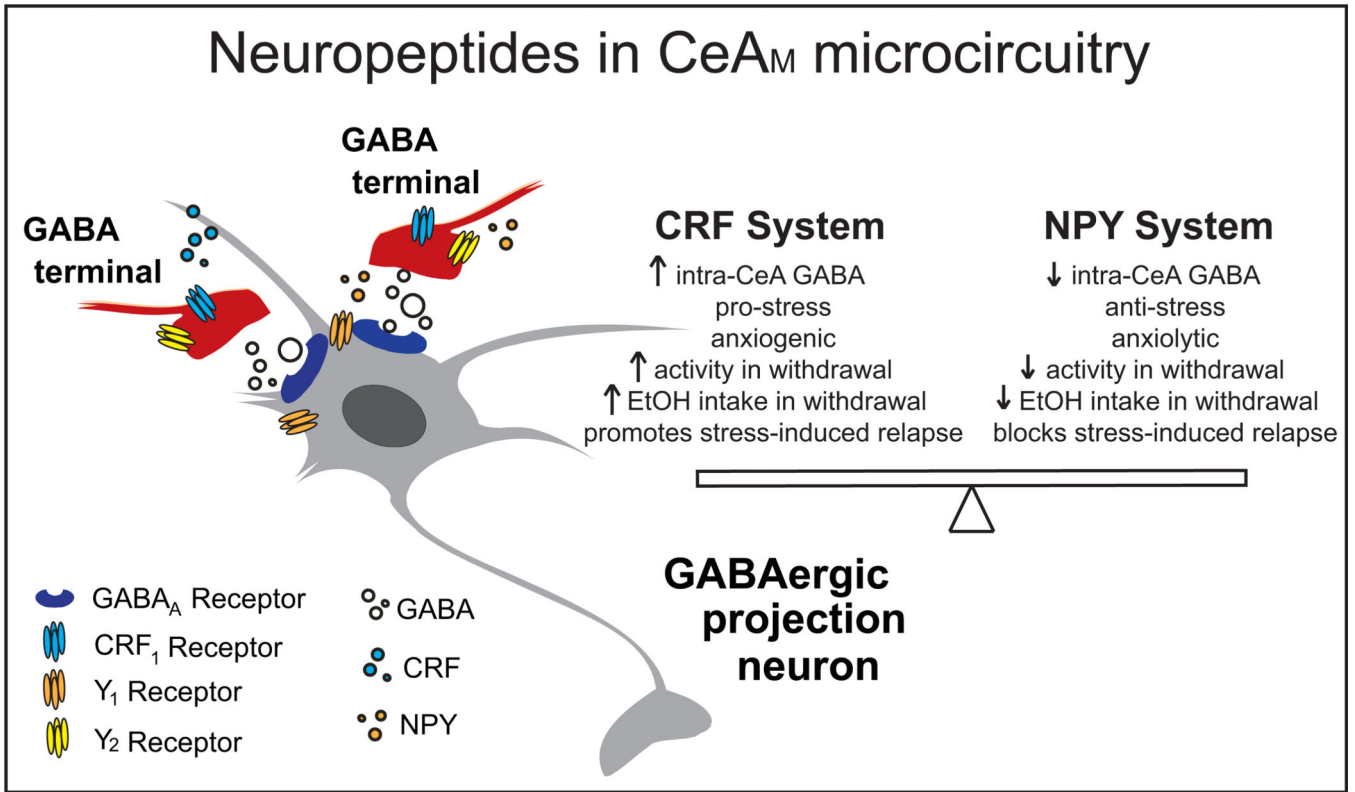 Neuropeptides in CeAM microcircuitry
GABA
terminal
GABA
terminal
CRF System
↑ intra-CeA GABA
pro-stress
anxiogenic
↑ activity in withdrawal
↑ EtOH intake in withdrawal
promotes stress-induced relapse
NPY System
↓ intra-CeA GABA
anti-stress
anxiolytic
↓ activity in withdrawal
↓ EtOH intake in withdrawal
blocks stress-induced relapse
GABAergic
projection
neuron
GABAA Receptor
CRF1 Receptor
Y1 Receptor
Y2 Receptor
GABA
CRF
NPY